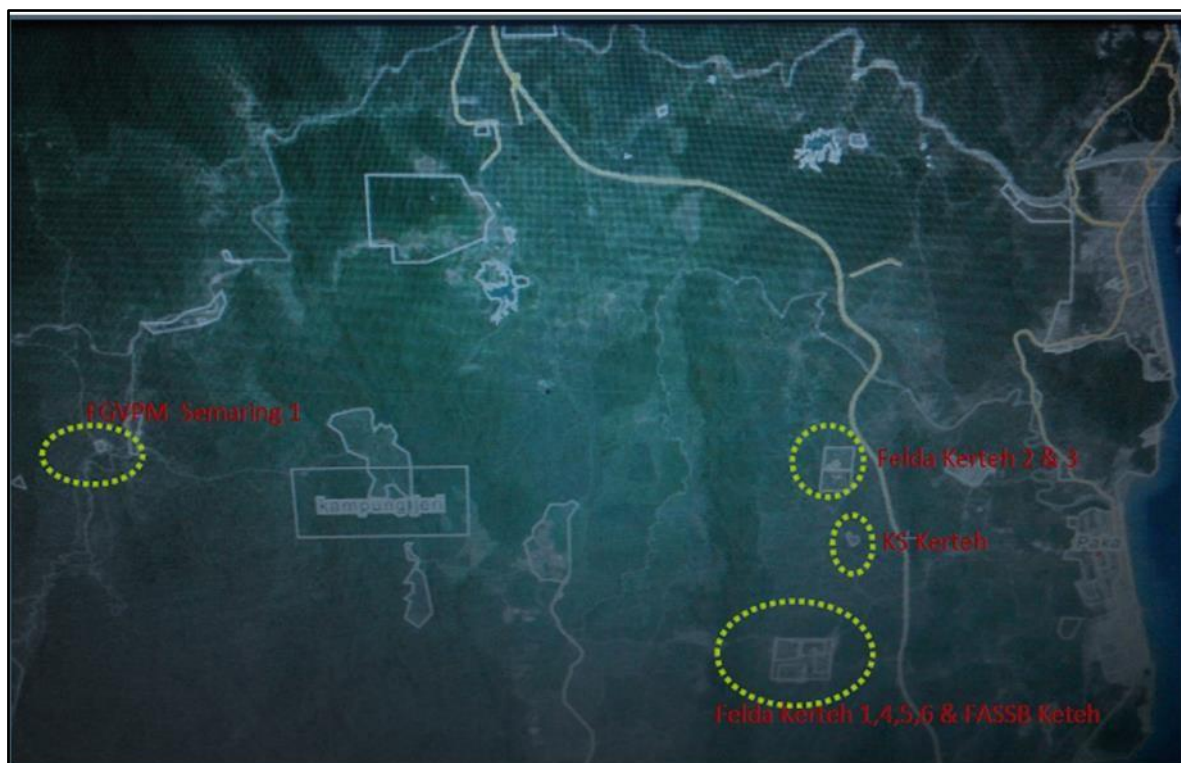 FGVPM Semaring 1
Felda Kerteh 2 & 3
kampung jerl
KS Kerteh
Paka
Felda Kerteh 1,4,5,6 & FASSB Keteh